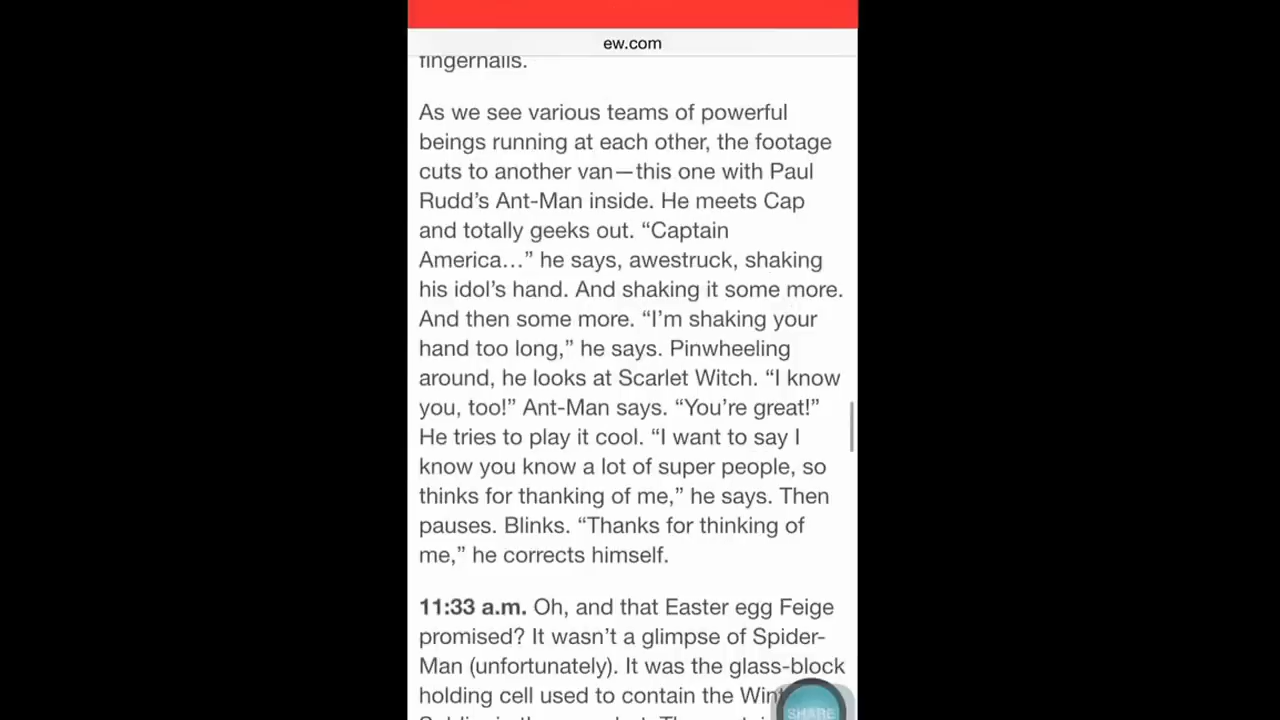 ew.com
fingernails.
As we see various teams of powerful
beings running at each other, the footage
cuts to another van—this one with Paul
Rudd’s Ant-Man inside. He meets Cap
and totally geeks out. “Captain
America…” he says, awestruck, shaking
his idol’s hand. And shaking it some more.
And then some more. “I’m shaking your
hand too long,” he says. Pinwheeling
around, he looks at Scarlet Witch. “I know
you, too!” Ant-Man says. “You’re great!”
He tries to play it cool. “I want to say I
know you know a lot of super people, so
thinks for thanking of me,” he says. Then
pauses. Blinks. “Thanks for thinking of
me,” he corrects himself.
11:33 a.m. Oh, and that Easter egg Feige
promised? It wasn’t a glimpse of Spider-
Man (unfortunately). It was the glass-block
holding cell used to contain the
SHARE